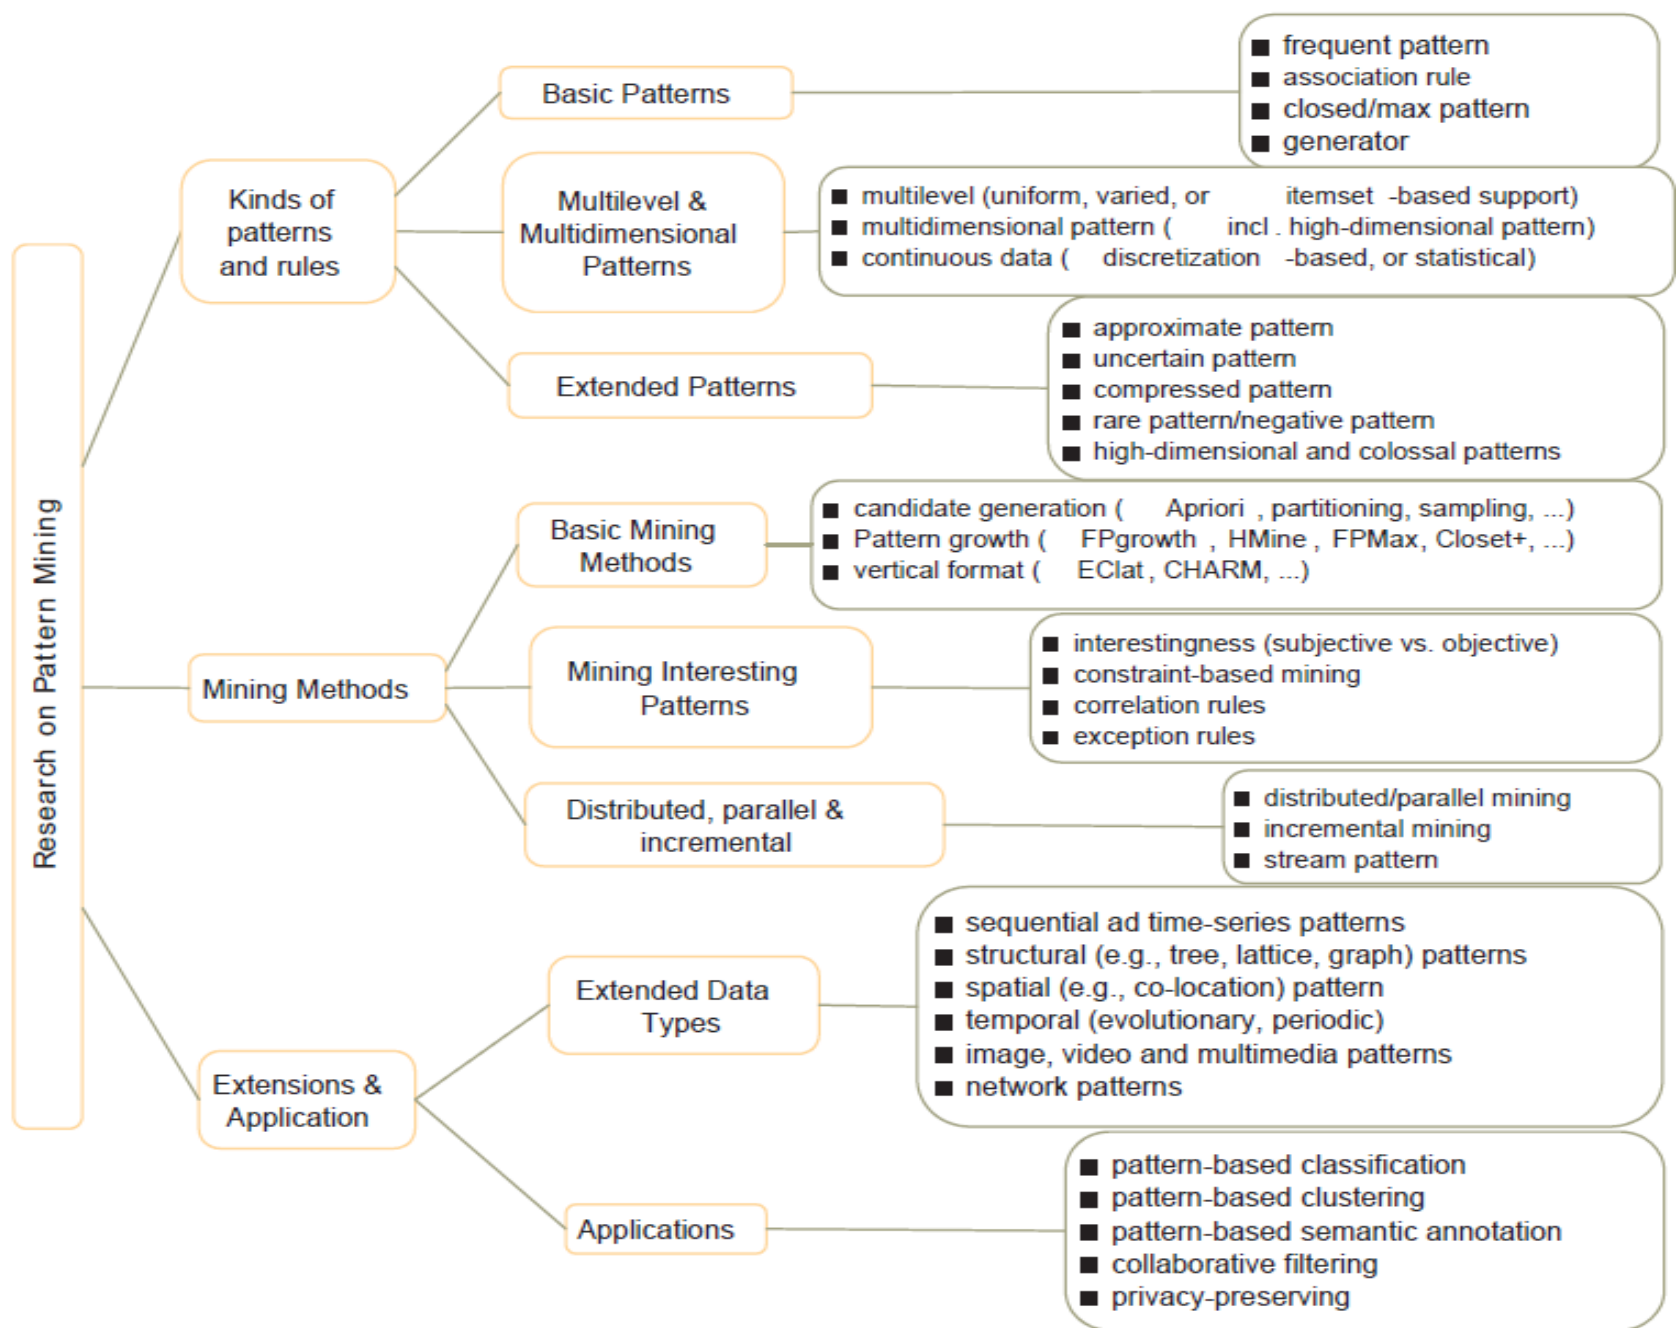 Research on Pattern Mining
Kinds of
patterns
and rules
Basic Patterns
frequent pattern
association rule
closed/max pattern
generator
Multilevel &
Multidimensional
Patterns
multilevel (uniform, varied, or itemset -based support)
multidimensional pattern ( incl . high-dimensional pattern)
continuous data ( discretization -based, or statistical)
Extended Patterns
approximate pattern
uncertain pattern
compressed pattern
rare pattern/negative pattern
high-dimensional and colossal patterns
Mining Methods
Basic Mining
Methods
candidate generation ( Apriori , partitioning, sampling, ...)
Pattern growth ( FPgrowth , HMine , FPMax, Closet+, ...)
vertical format ( EClat , CHARM, ...)
Mining Interesting
Patterns
interestingness (subjective vs. objective)
constraint-based mining
correlation rules
exception rules
Distributed, parallel &
incremental
distributed/parallel mining
incremental mining
stream pattern
Extensions &
Application
Extended Data
Types
sequential ad time-series patterns
structural (e.g., tree, lattice, graph) patterns
spatial (e.g., co-location) pattern
temporal (evolutionary, periodic)
image, video and multimedia patterns
network patterns
Applications
pattern-based classification
pattern-based clustering
pattern-based semantic annotation
collaborative filtering
privacy-preserving